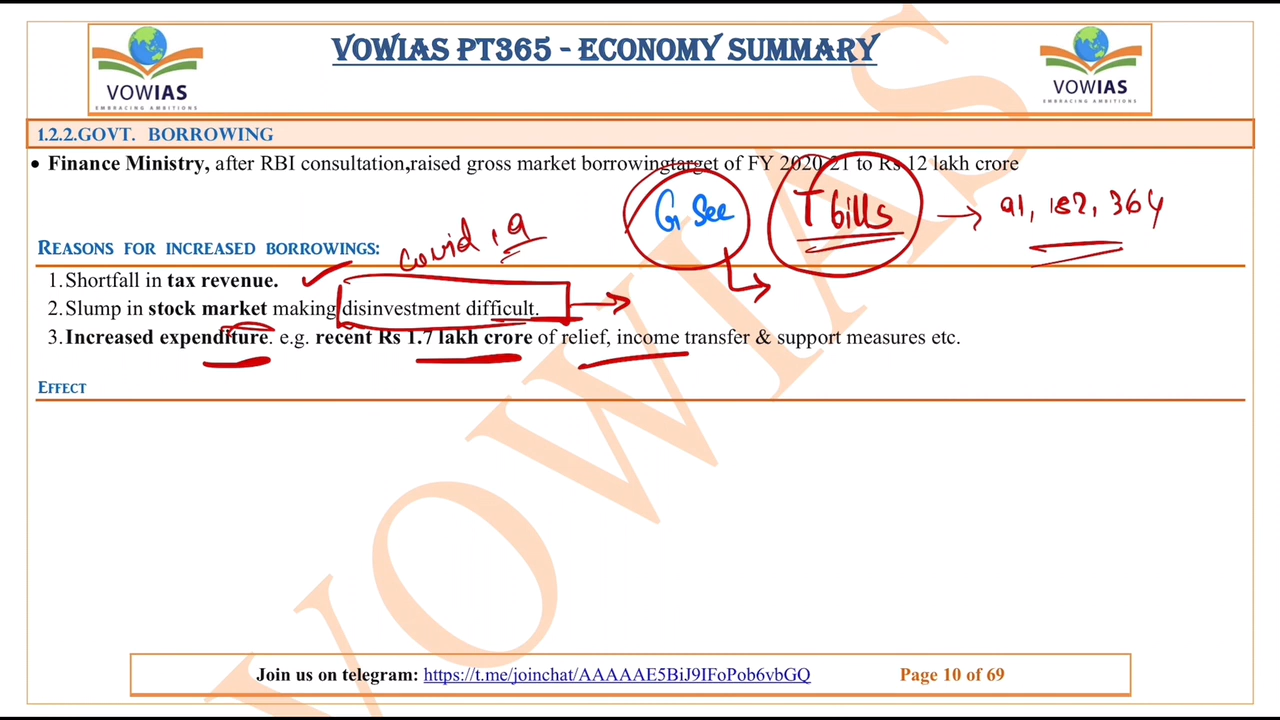 VOWIAS
EMBRACING AMBITIONS
VOWIAS PT365 - ECONOMY SUMMARY
VOWIAS
EMBRACING AMBITIONS
1.2.2.GOVT. BORROWING
• Finance Ministry, after RBI consultation,raised gross market borrowingtarget of FY 2020-21 to Rs 12 lakh crore
G Sec
T bills
91, 182, 364
Covid 19
REASONS FOR INCREASED BORROWINGS:
1. Shortfall in tax revenue.
2. Slump in stock market making disinvestment difficult.
3. Increased expenditure. e.g. recent Rs 1.7 lakh crore of relief, income transfer & support measures etc.
EFFECT
VOWIAS
Join us on telegram: https://t.me/joinchat/AAAAAE5BiJ9IFoPob6vbGQ Page 10 of 69